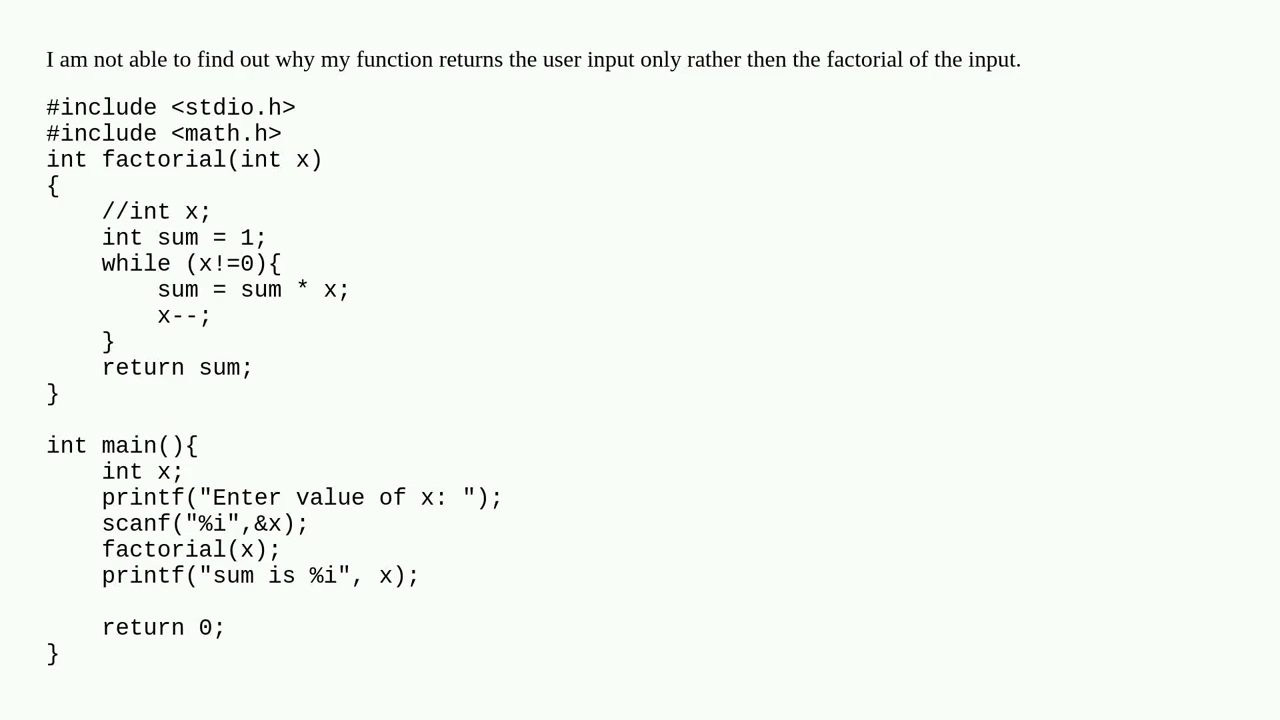 I am not able to find out why my function returns the user input only rather then the factorial of the input.
#include <stdio.h>
#include <math.h>
int factorial(int x)
{
    //int x;
    int sum = 1;
    while (x!=0){
        sum = sum * x;
        x--;
    }
    return sum;
}

int main(){
    int x;
    printf("Enter value of x: ");
    scanf("%i",&x);
    factorial(x);
    printf("sum is %i", x);

    return 0;
}